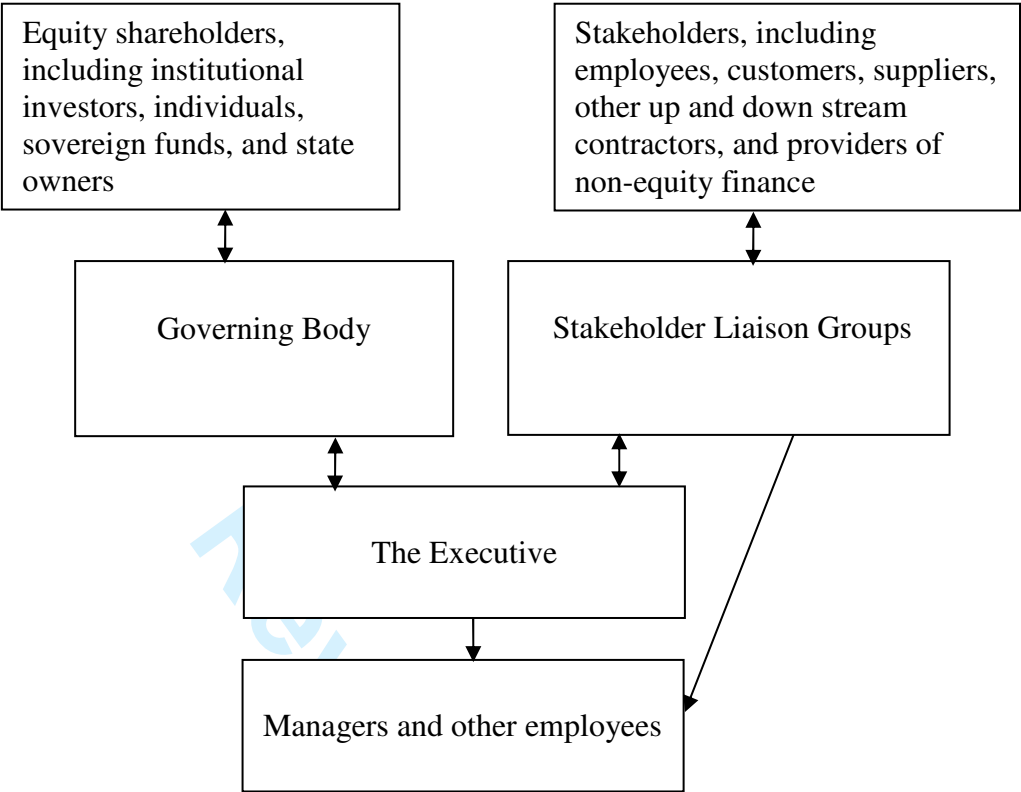 Equity shareholders,
including institutional
investors, individuals,
sovereign funds, and state
owners
Stakeholders, including
employees, customers, suppliers,
other up and down stream
contractors, and providers of
non-equity finance
Governing Body
Stakeholder Liaison Groups
The Executive
Managers and other employees